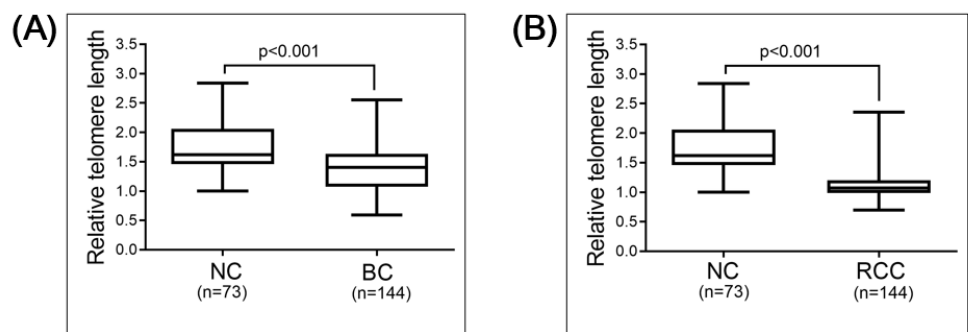 (A)
Relative telomere length
3.5
3.0
2.5
2.0
1.5
1.0
0.5
0.0
p<0.001
NC
(n=73)
BC
(n=144)
(B)
Relative telomere length
3.5
3.0
2.5
2.0
1.5
1.0
0.5
0.0
p<0.001
NC
(n=73)
RCC
(n=144)